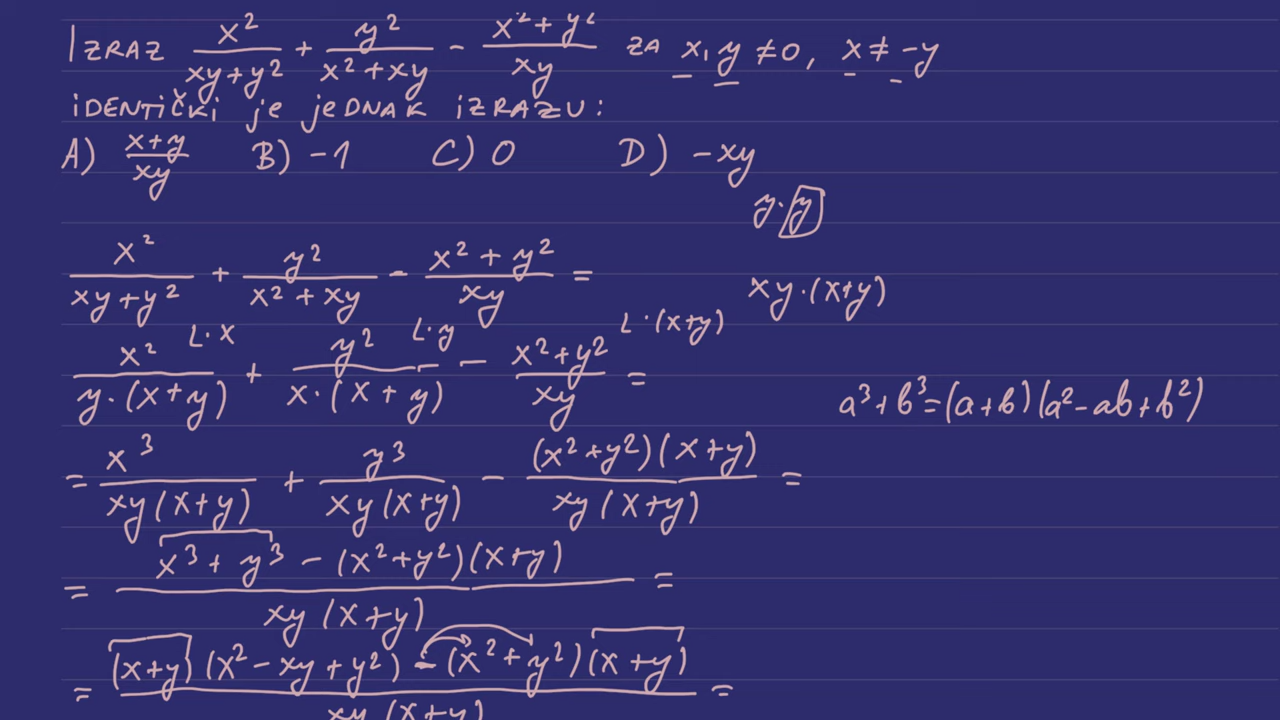 IZRAZ x²/(xy+y²) + y²/(x²+xy) - (x²+y²)/(xy) ZA x, y ≠ 0, x ≠ -y
IDENTIČKI je jEDNAK IZRAZU:
A) (x+y)/(xy) B) -1 C) 0 D) -xy
y·y
x²/(xy+y²) + y²/(x²+xy) - (x²+y²)/(xy) =
xy·(x+y)
x²/(y·(x+y)) L·x + y²/(x·(x+y)) L·y - (x²+y²)/(xy) L·(x+y) =
a³+b³=(a+b)(a²-ab+b²)
= x³/(xy(x+y)) + y³/(xy(x+y)) - (x²+y²)(x+y)/(xy(x+y)) =
= (x³+y³-(x²+y²)(x+y))/(xy(x+y)) =
= ((x+y)(x²-xy+y²)-(x²+y²)(x+y))/(xy(x+y)) =